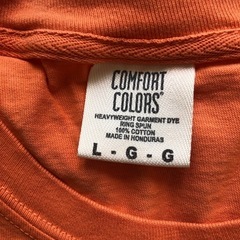 COMFORT
COLORS®
HEAVYWEIGHT GARMENT DYE
RING SPUN
100% COTTON
MADE IN HONDURAS
L - G - G